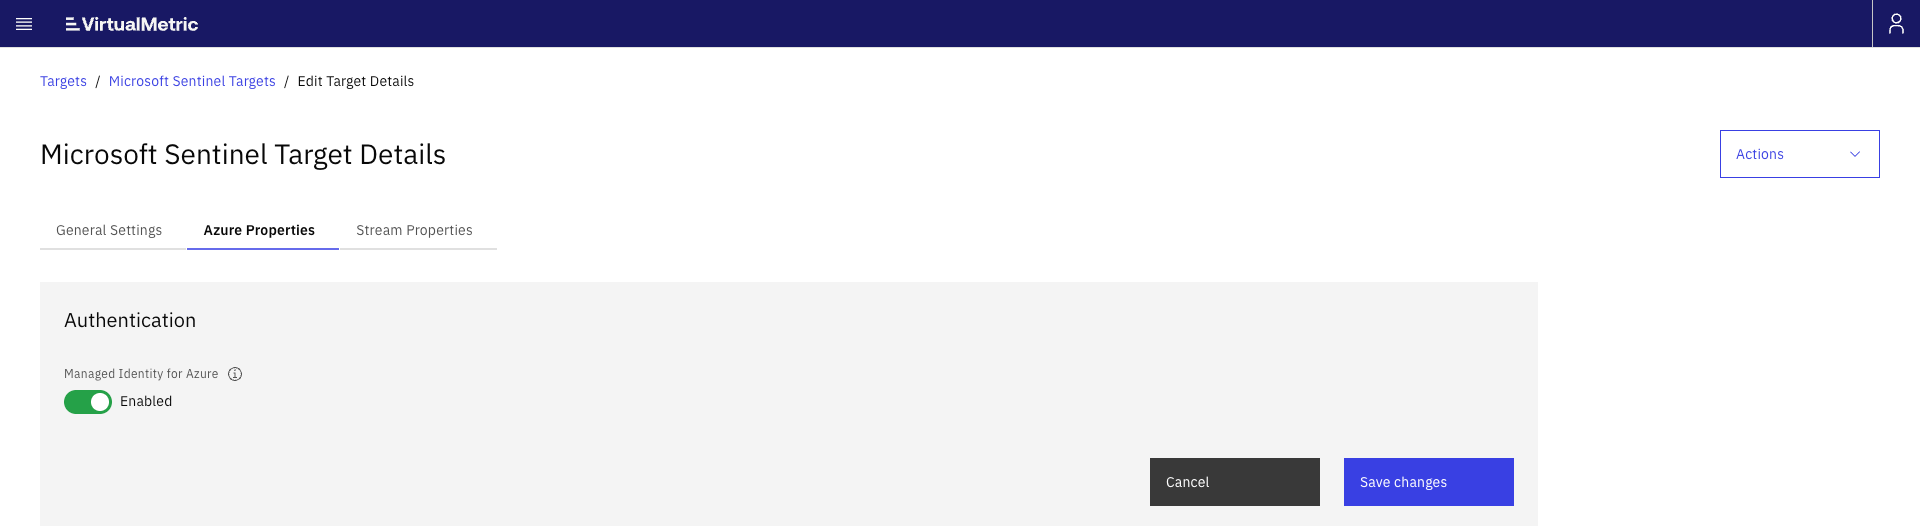 VirtualMetric
Targets / Microsoft Sentinel Targets / Edit Target Details
Microsoft Sentinel Target Details
Actions
General Settings Azure Properties Stream Properties
Authentication
Managed Identity for Azure
Enabled
Cancel Save changes